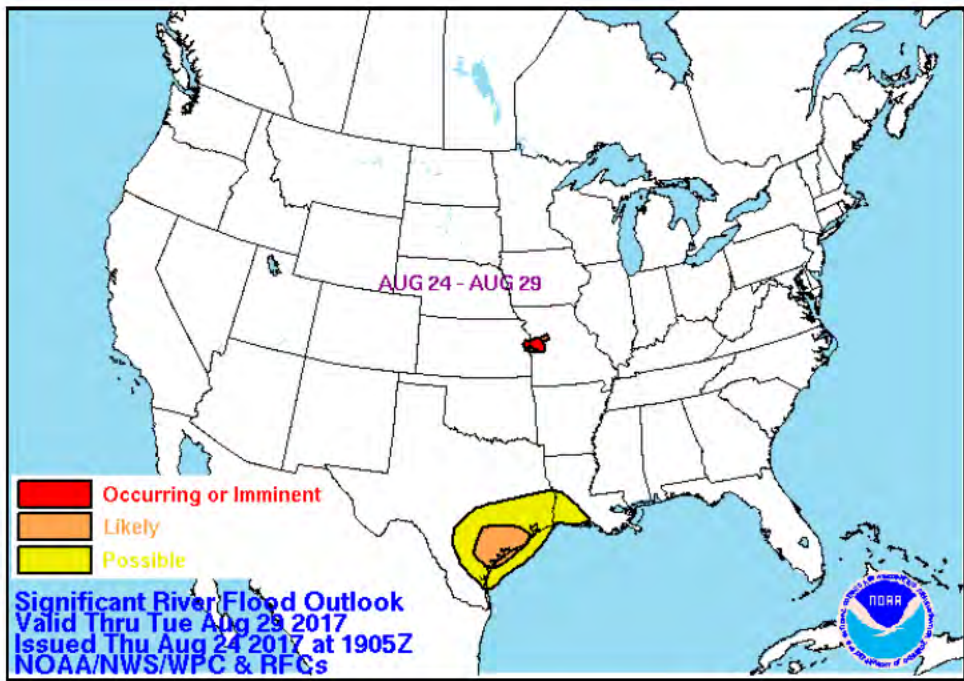 AUG 24 - AUG 29
Occurring or Imminent
Likely
Possible
Significant River Flood Outlook
Valid Thru Tue Aug 29 2017
Issued Thu Aug 24 2017 at 1905Z
NOAA/NWS/WPC & RFCs
NOAA